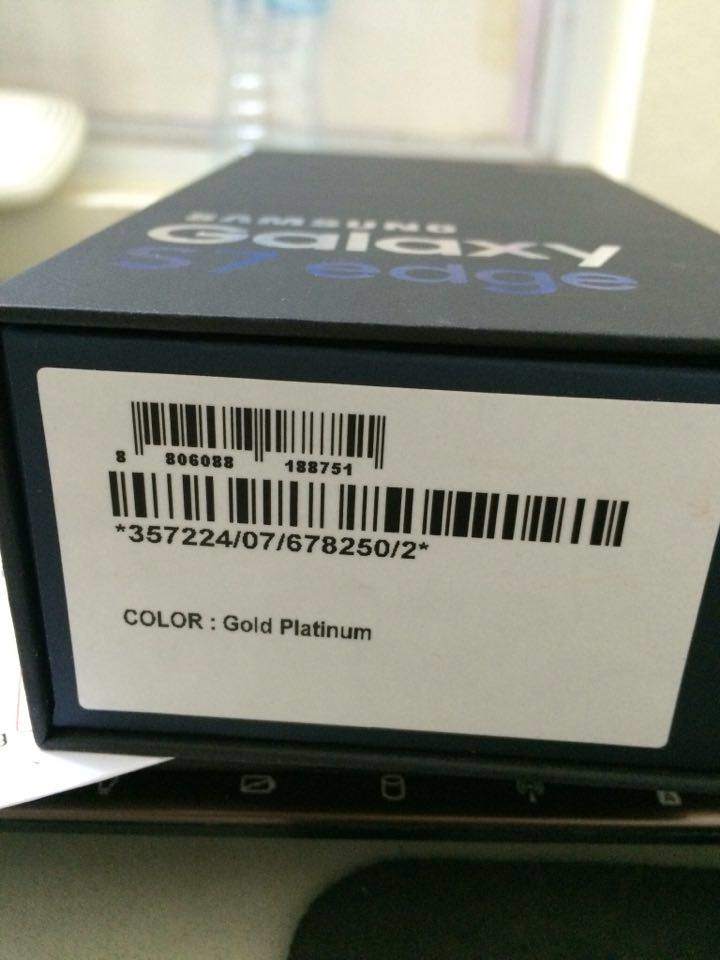 SAMSUNG
Galaxy
S7 edge
8 806088 188751
*357224/07/678250/2*
COLOR : Gold Platinum